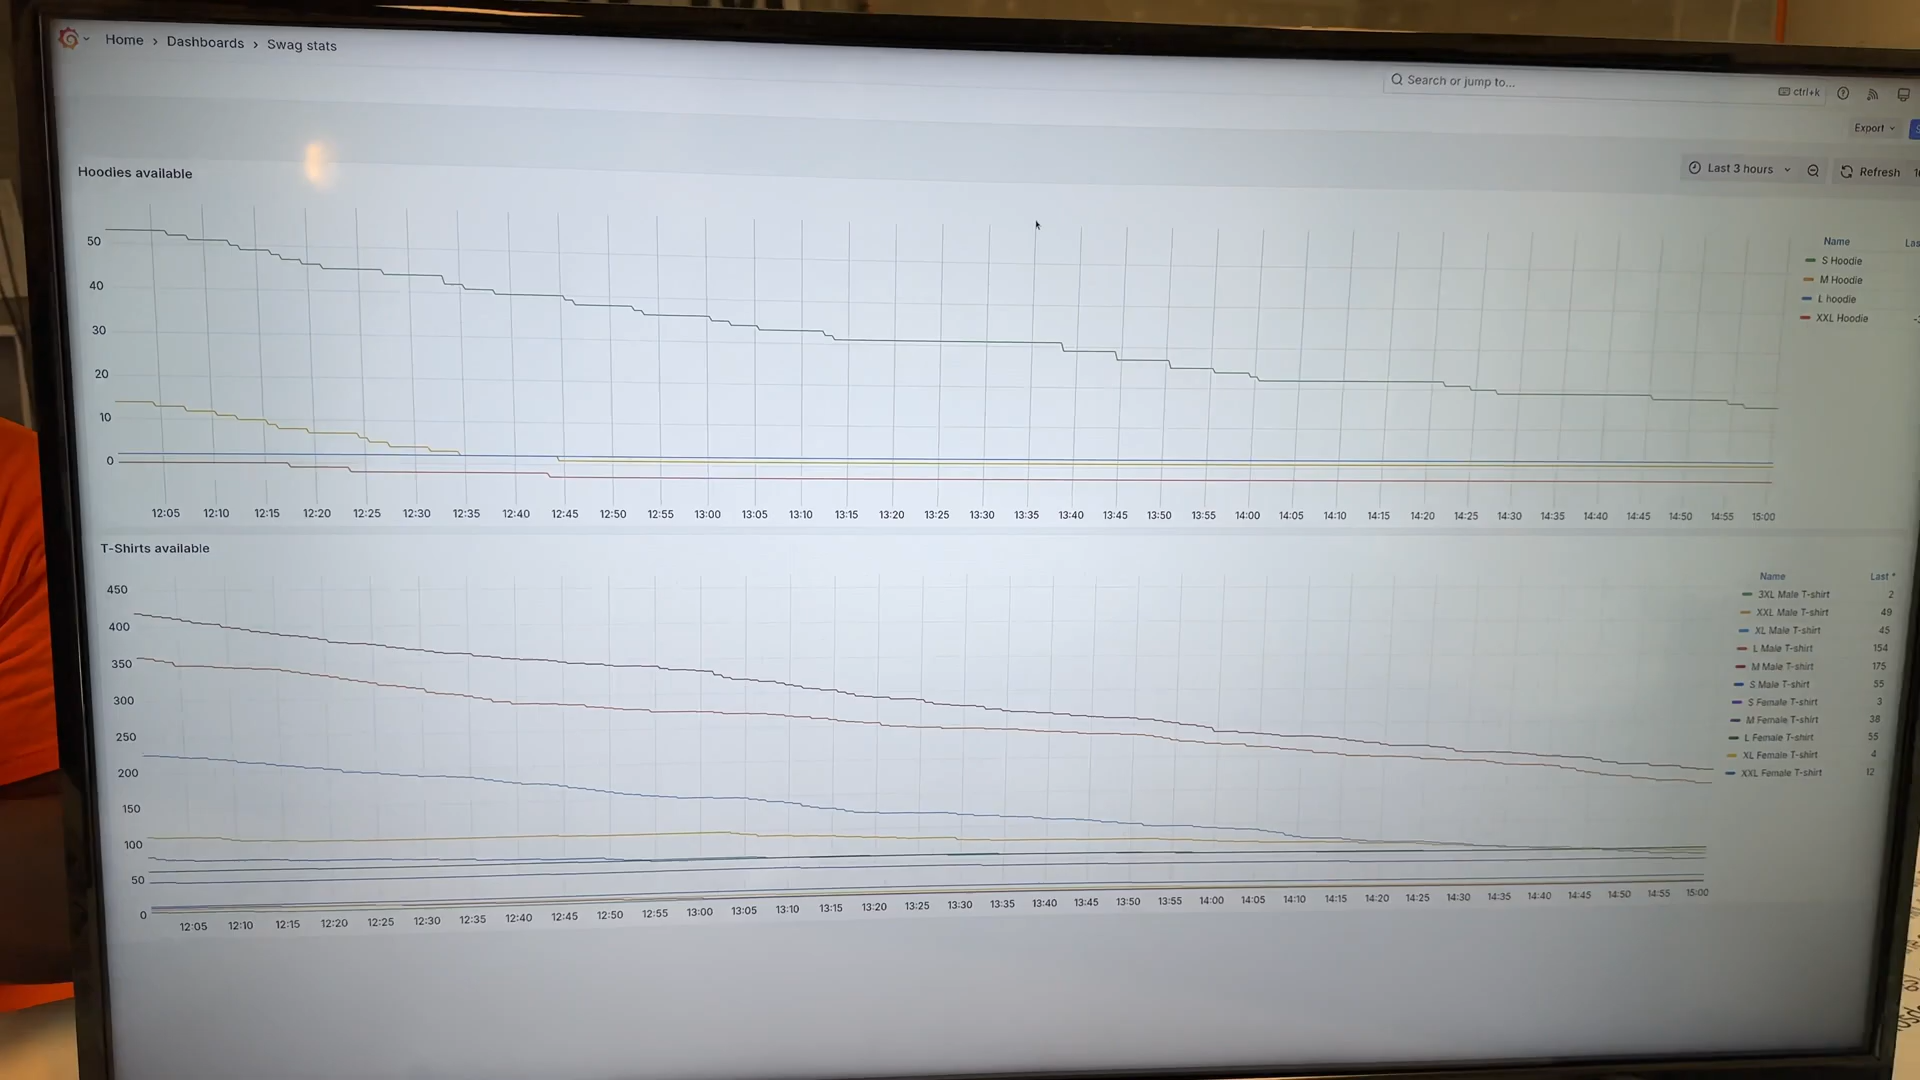 Home > Dashboards > Swag stats
Search or jump to...
ctrl+k
Export
Last 3 hours
Refresh
Hoodies available
50
40
30
20
10
0
12:05 12:10 12:15 12:20 12:25 12:30 12:35 12:40 12:45 12:50 12:55 13:00 13:05 13:10 13:15 13:20 13:25 13:30 13:35 13:40 13:45 13:50 13:55 14:00 14:05 14:10 14:15 14:20 14:25 14:30 14:35 14:40 14:45 14:50 14:55 15:00
Name
S Hoodie
M Hoodie
L hoodie
XXL Hoodie
T-Shirts available
450
400
350
300
250
200
150
100
50
0
12:05 12:10 12:15 12:20 12:25 12:30 12:35 12:40 12:45 12:50 12:55 13:00 13:05 13:10 13:15 13:20 13:25 13:30 13:35 13:40 13:45 13:50 13:55 14:00 14:05 14:10 14:15 14:20 14:25 14:30 14:35 14:40 14:45 14:50 14:55 15:00
Name Last *
3XL Male T-shirt 2
XXL Male T-shirt 49
XL Male T-shirt 45
L Male T-shirt 154
M Male T-shirt 175
S Male T-shirt 55
S Female T-shirt 3
M Female T-shirt 38
L Female T-shirt 55
XL Female T-shirt 4
XXL Female T-shirt 12